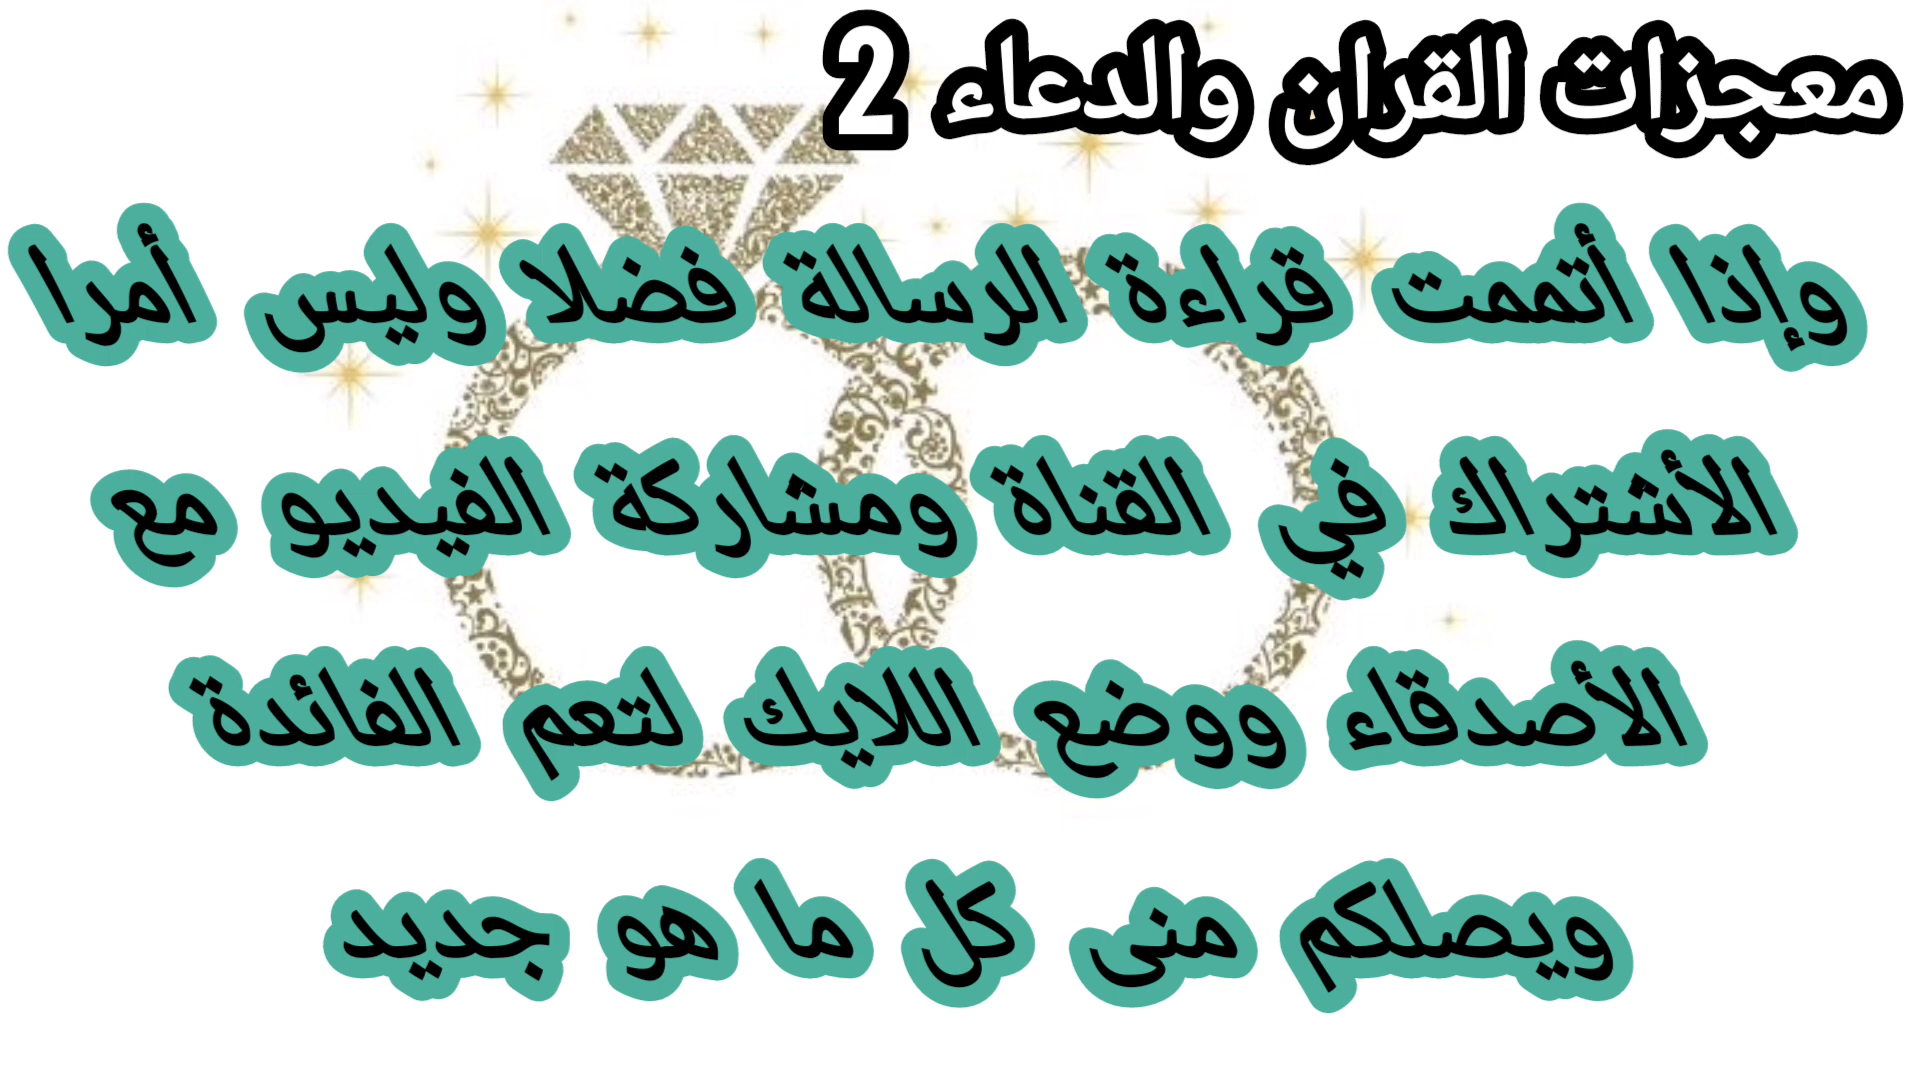 معجزات القران والدعاء 2
وإذا أتممت قراءة الرسالة فضلا وليس أمرا
الأشتراك في القناة ومشاركة الفيديو مع
الأصدقاء ووضع اللايك لتعم الفائدة
ويصلكم منى كل ما هو جديد